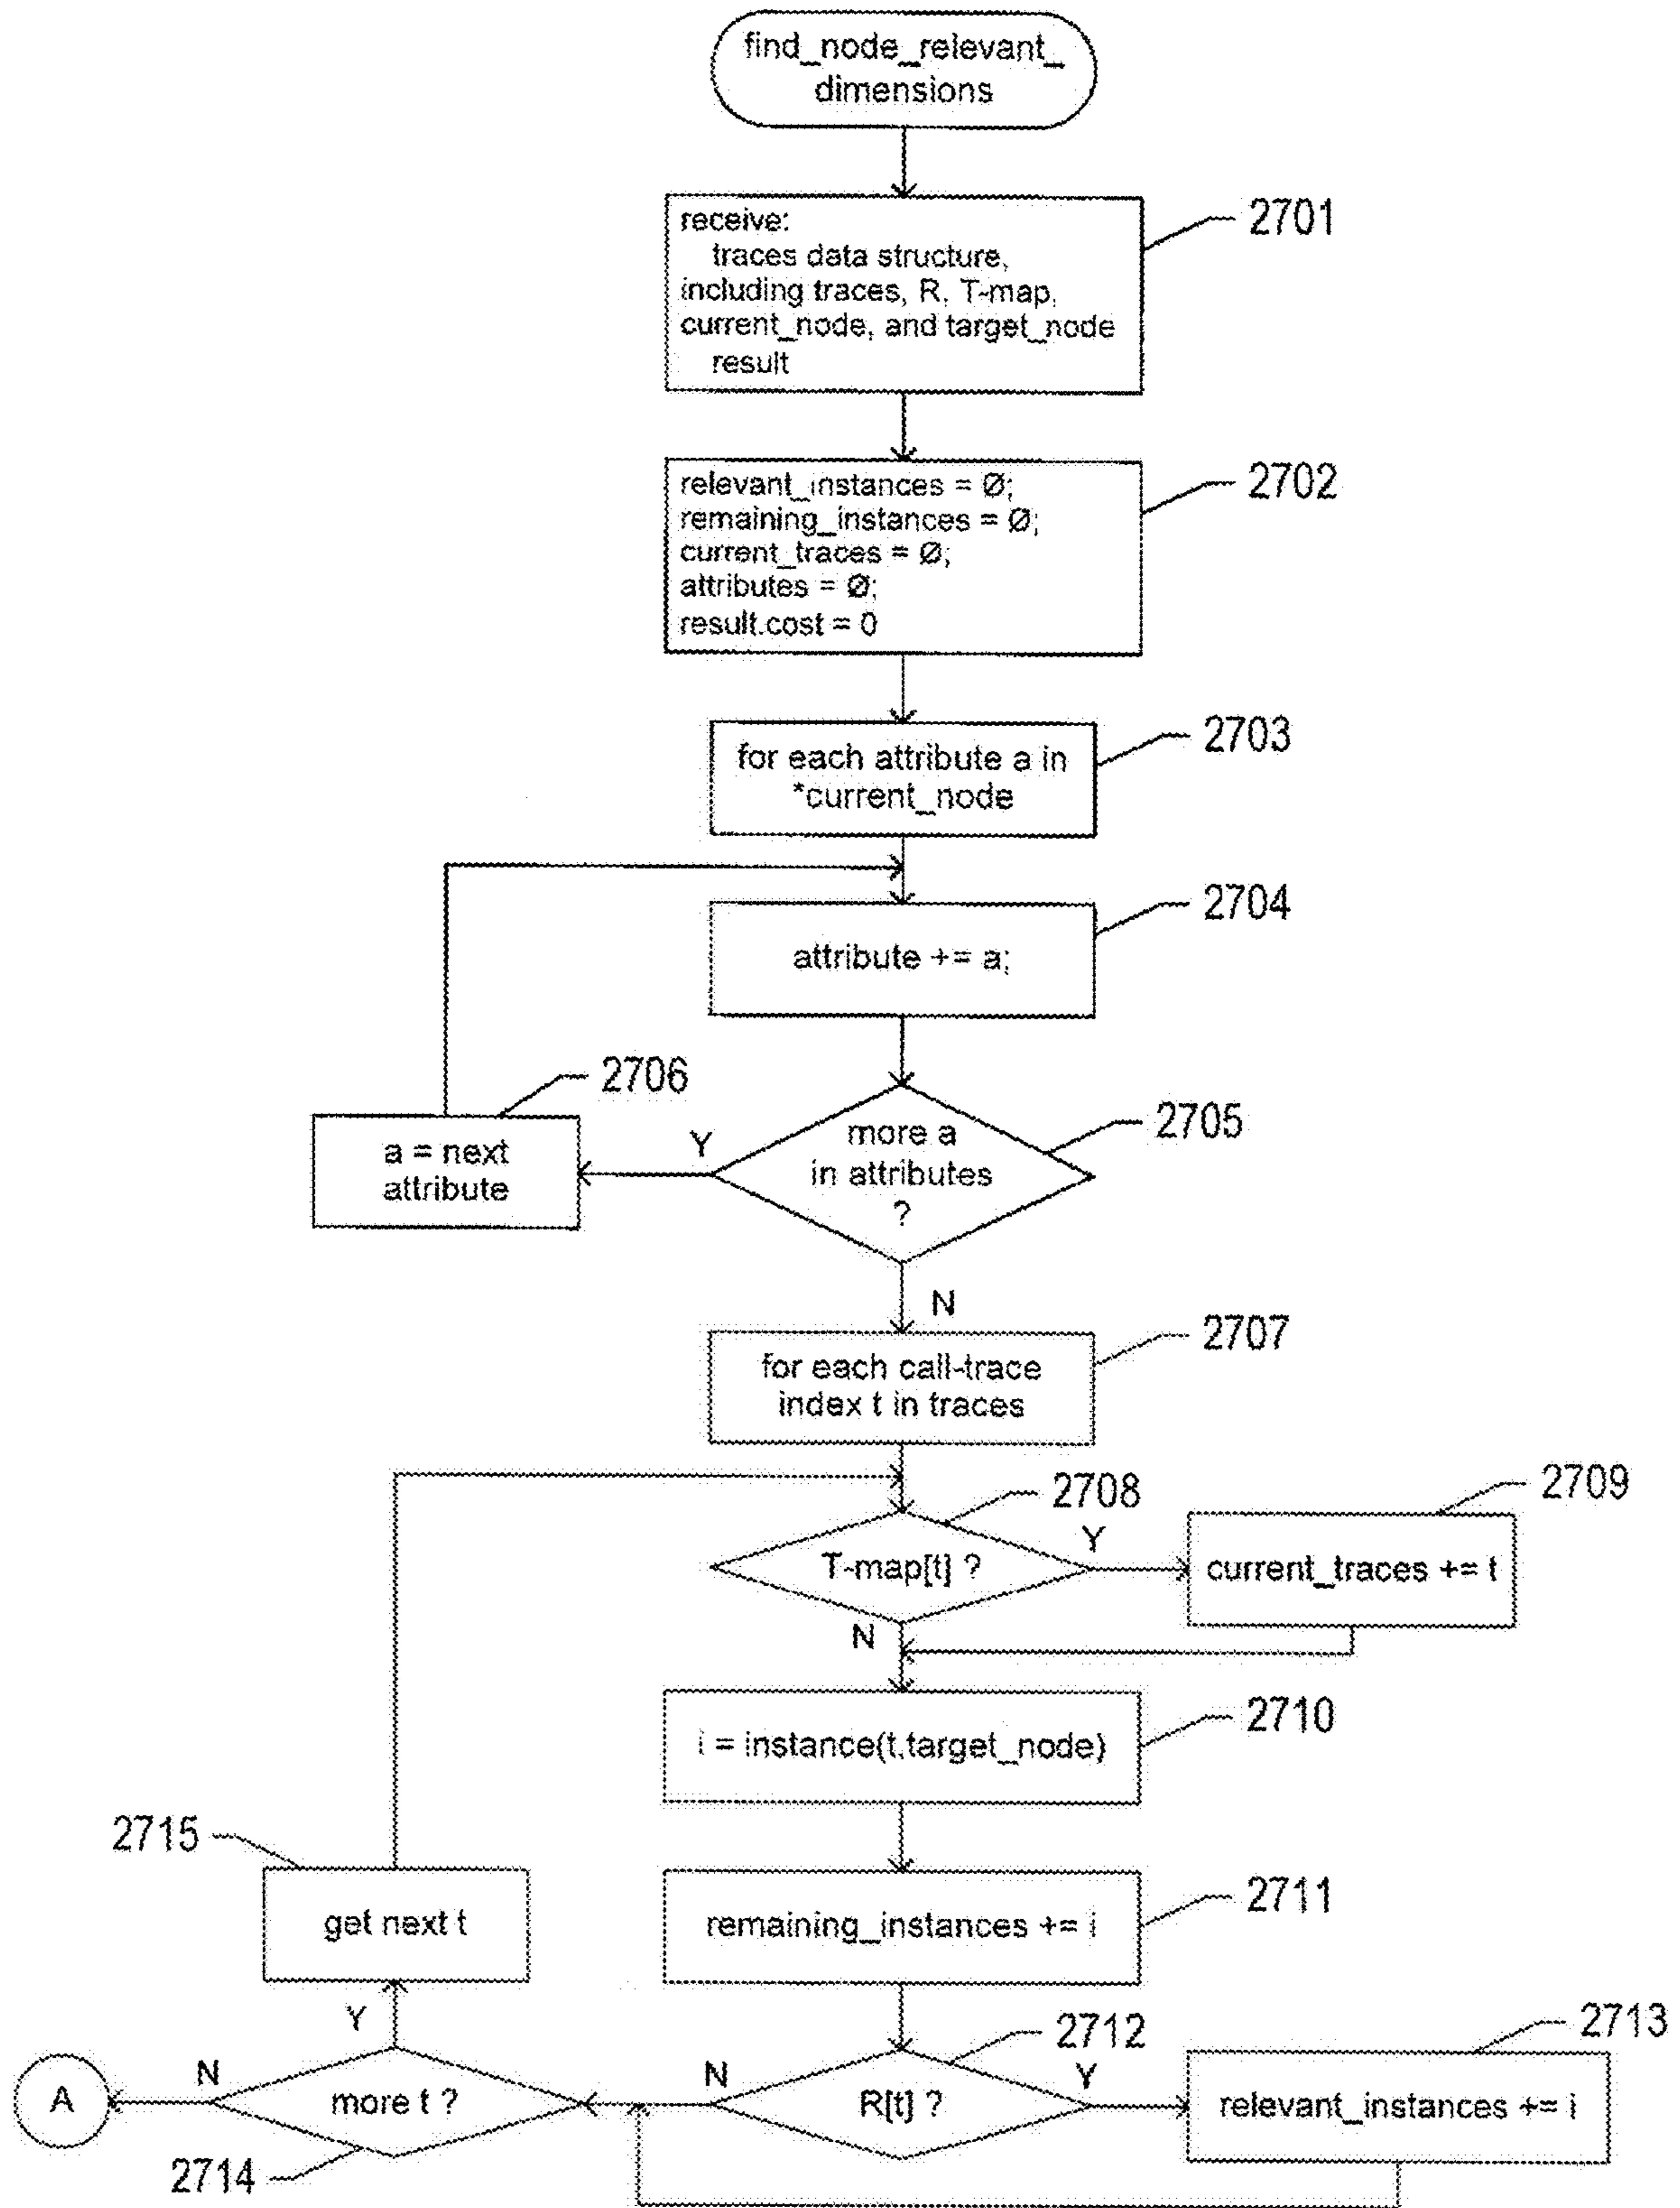 find_node_relevant_
dimensions
receive:
traces data structure,
including traces, R, T-map,
current_node, and target_node
result
2701
relevant_instances = Ø;
remaining_instances = Ø;
current_traces = Ø;
attributes = Ø;
result.cost = 0
2702
for each attribute a in
*current_node
2703
attribute += a;
2704
2706
a = next
attribute
Y
more a
in attributes
?
2705
N
for each call-trace
index t in traces
2707
2708
T-map[t] ?
Y
2709
current_traces += t
N
i = instance(t.target_node)
2710
2715
get next t
remaining_instances += i
2711
Y
2712
2713
A
N
more t ?
N
R[t] ?
Y
relevant_instances += i
2714